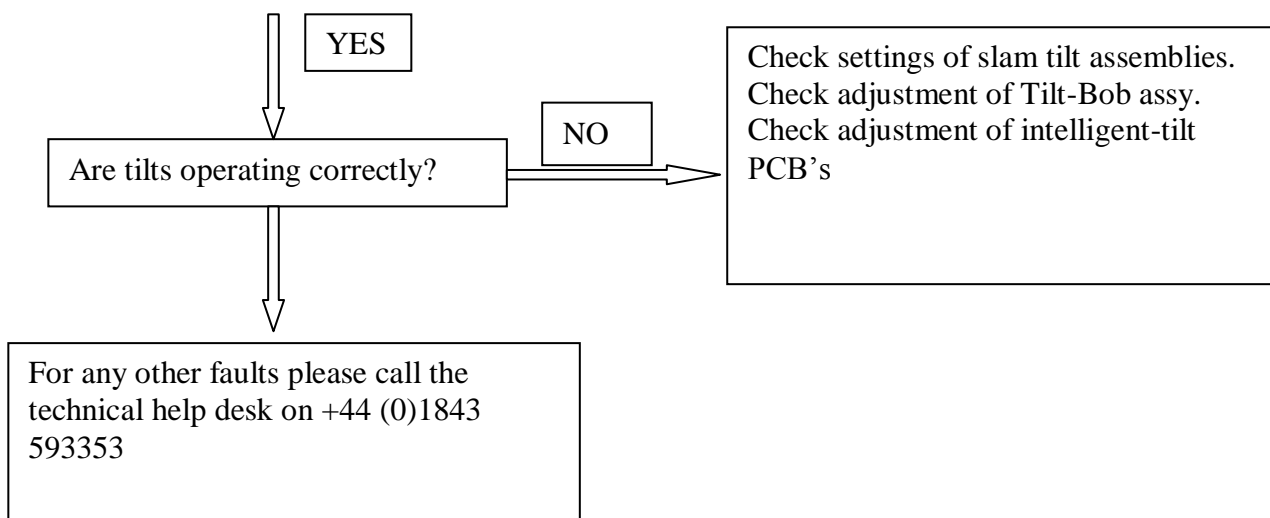 YES
Are tilts operating correctly?
NO
Check settings of slam tilt assemblies.
Check adjustment of Tilt-Bob assy.
Check adjustment of intelligent-tilt
PCB’s
For any other faults please call the
technical help desk on +44 (0)1843
593353